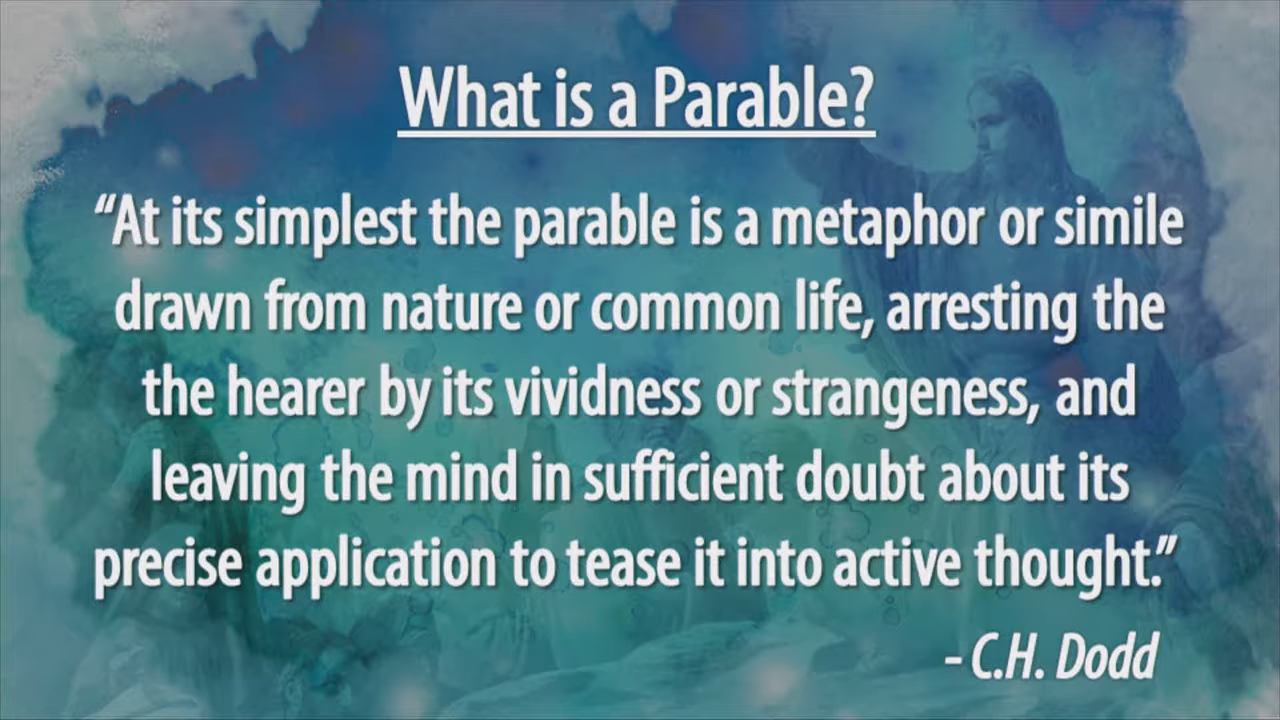 What is a Parable?
“At its simplest the parable is a metaphor or simile
drawn from nature or common life, arresting the
the hearer by its vividness or strangeness, and
leaving the mind in sufficient doubt about its
precise application to tease it into active thought.”
- C.H. Dodd